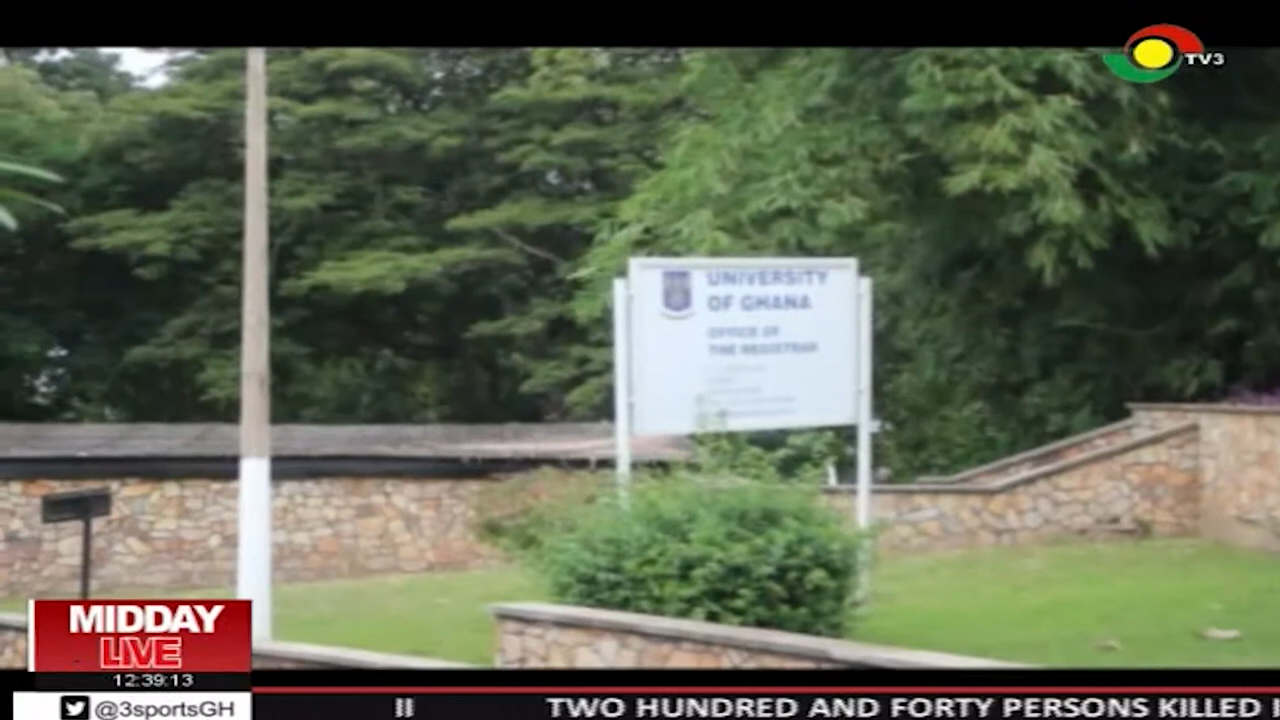 TV3
UNIVERSITY
OF GHANA
OFFICE OF
THE REGISTRAR
MIDDAY
LIVE
12:39:13
@3sportsGH
TWO HUNDRED AND FORTY PERSONS KILLED